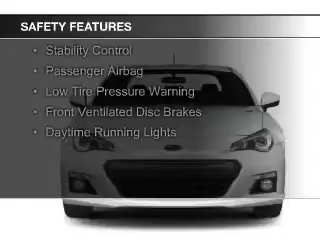 SAFETY FEATURES
• Stability Control
• Passenger Airbag
• Low Tire Pressure Warning
• Front Ventilated Disc Brakes
• Daytime Running Lights